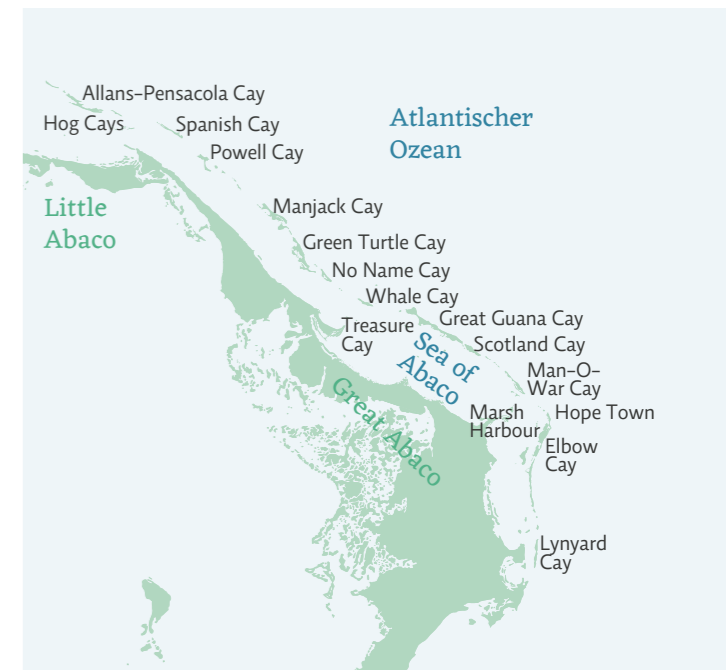 Allans-Pensacola Cay
Hog Cays
Spanish Cay
Powell Cay
Atlantischer
Ozean
Little
Abaco
Manjack Cay
Green Turtle Cay
No Name Cay
Whale Cay
Great Guana Cay
Treasure
Cay
Sea of
Abaco
Scotland Cay
Man-O-
War Cay
Great Abaco
Marsh
Harbour
Hope Town
Elbow
Cay
Lynyard
Cay